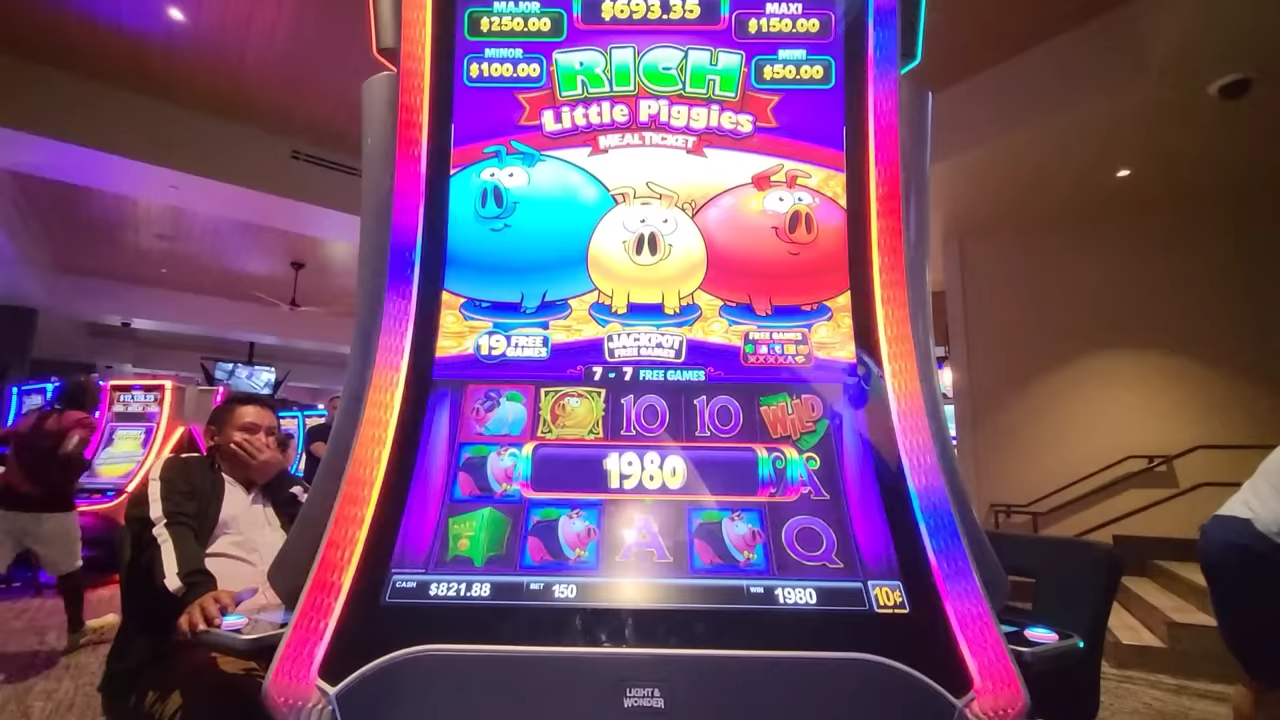 MAJOR
$250.00
$693.35
MAXI
$150.00
MINOR
$100.00
MINI
$50.00
RICH
Little Piggies
MEAL TICKET
19 FREE GAMES
JACKPOT FREE GAMES
FREE GAMES
7 OF 7 FREE GAMES
10
10
WILD
1980
A
Q
CASH $821.88
BET 150
WIN 1980
10¢
LIGHT & WONDER